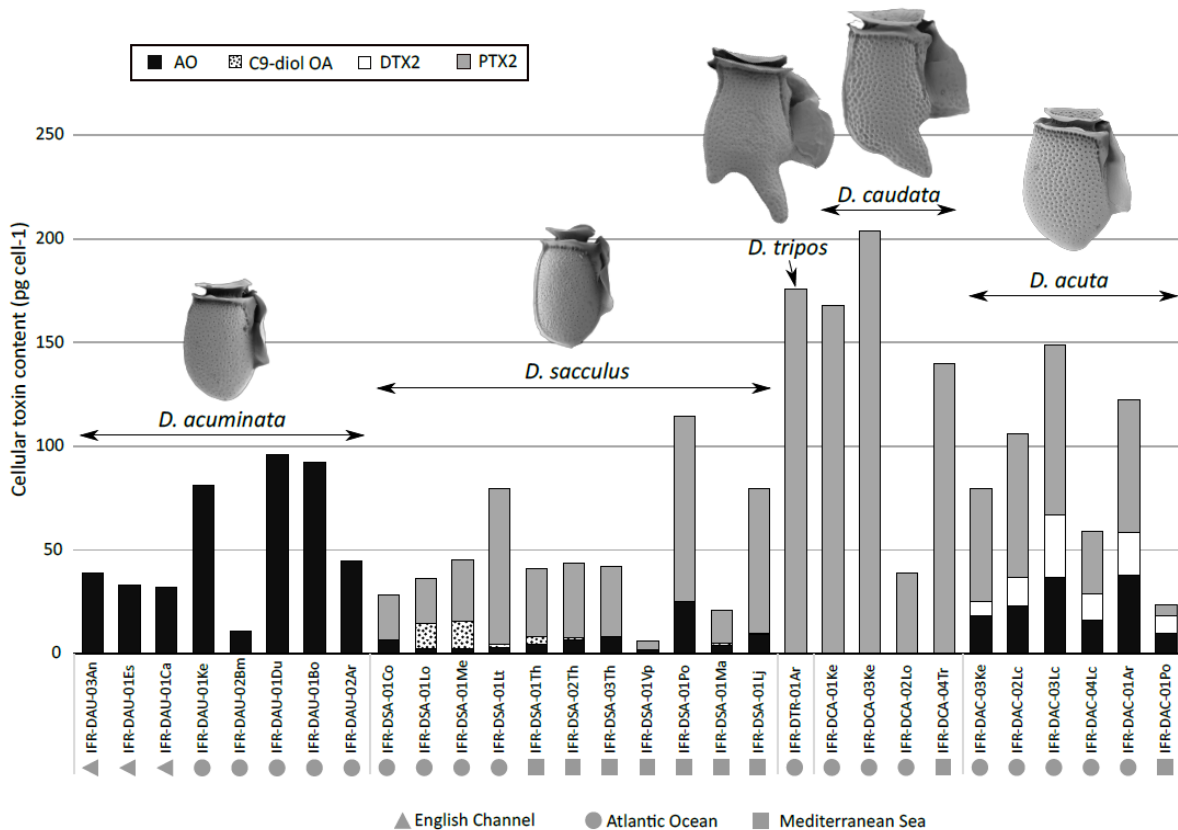 AO C9-diol OA DTX2 PTX2
Cellular toxin content (pg cell-1)
250
200
150
100
50
0
D. acuminata
D. sacculus
D. tripos
D. caudata
D. acuta
IFR-DAU-03An
IFR-DAU-01Es
IFR-DAU-01Ca
IFR-DAU-01Ke
IFR-DAU-02Bm
IFR-DAU-01Du
IFR-DAU-01Bo
IFR-DAU-02Ar
IFR-DSA-01Co
IFR-DSA-01Lo
IFR-DSA-01Me
IFR-DSA-01Lt
IFR-DSA-01Th
IFR-DSA-02Th
IFR-DSA-03Th
IFR-DSA-01Vp
IFR-DSA-01Po
IFR-DSA-01Ma
IFR-DSA-01Lj
IFR-DTR-01Ar
IFR-DCA-01Ke
IFR-DCA-03Ke
IFR-DCA-02Lo
IFR-DCA-04Tr
IFR-DAC-03Ke
IFR-DAC-02Lc
IFR-DAC-03Lc
IFR-DAC-04Lc
IFR-DAC-01Ar
IFR-DAC-01Po
English Channel Atlantic Ocean Mediterranean Sea